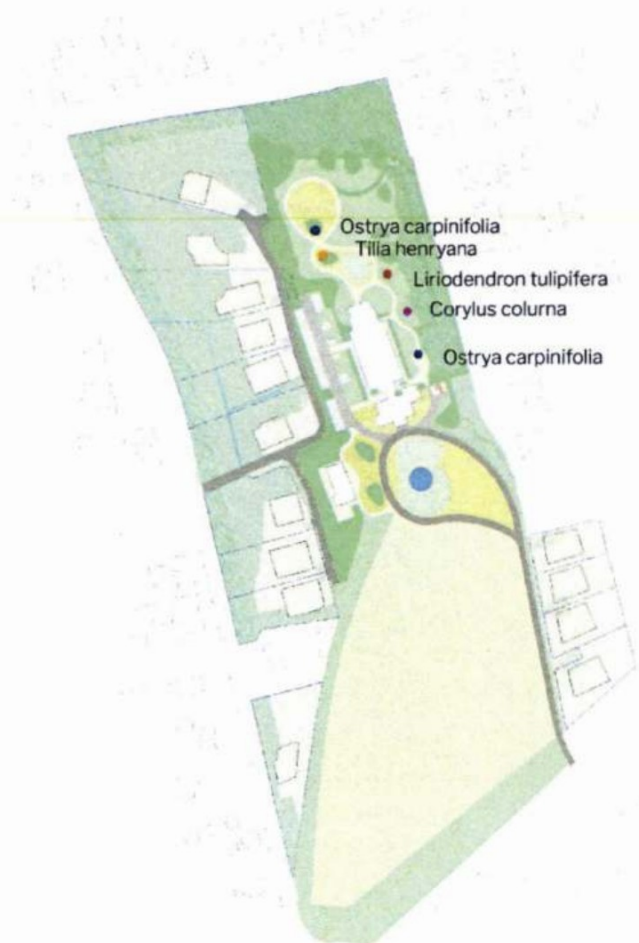 Ostrya carpinifolia
Tilia henryana
Liriodendron tulipifera
Corylus colurna
Ostrya carpinifolia